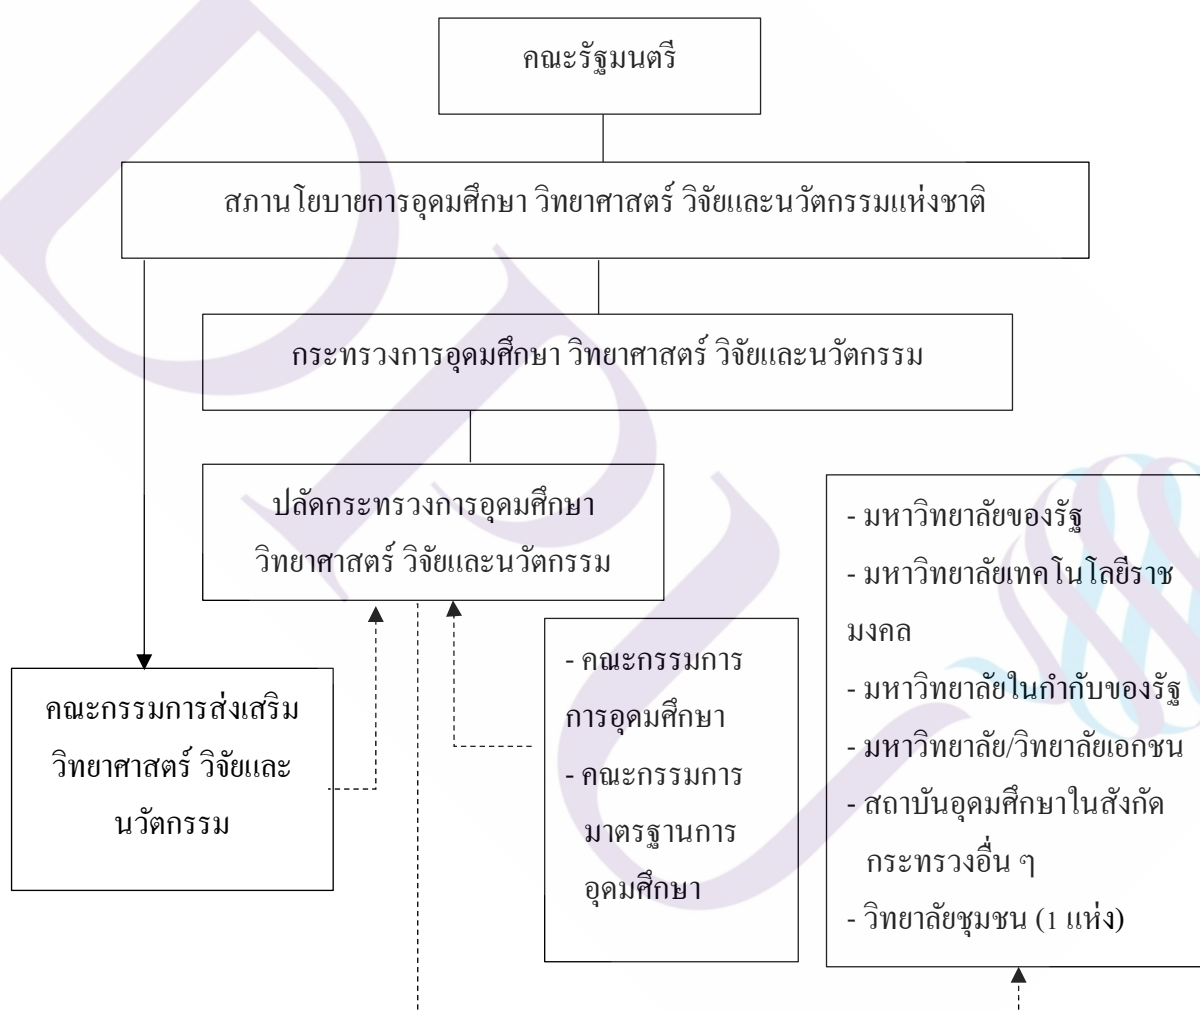 คณะรัฐมนตรี
สภานโยบายการอุดมศึกษา วิทยาศาสตร์ วิจัยและนวัตกรรมแห่งชาติ
กระทรวงการอุดมศึกษา วิทยาศาสตร์ วิจัยและนวัตกรรม
ปลัดกระทรวงการอุดมศึกษา
วิทยาศาสตร์ วิจัยและนวัตกรรม
คณะกรรมการส่งเสริม
วิทยาศาสตร์ วิจัยและ
นวัตกรรม
- คณะกรรมการ
การอุดมศึกษา
- คณะกรรมการ
มาตรฐานการ
อุดมศึกษา
- มหาวิทยาลัยของรัฐ
- มหาวิทยาลัยเทคโนโลยีราช
มงคล
- มหาวิทยาลัยในกำกับของรัฐ
- มหาวิทยาลัย/วิทยาลัยเอกชน
- สถาบันอุดมศึกษาในสังกัด
กระทรวงอื่น ๆ
- วิทยาลัยชุมชน (1 แห่ง)
DPU